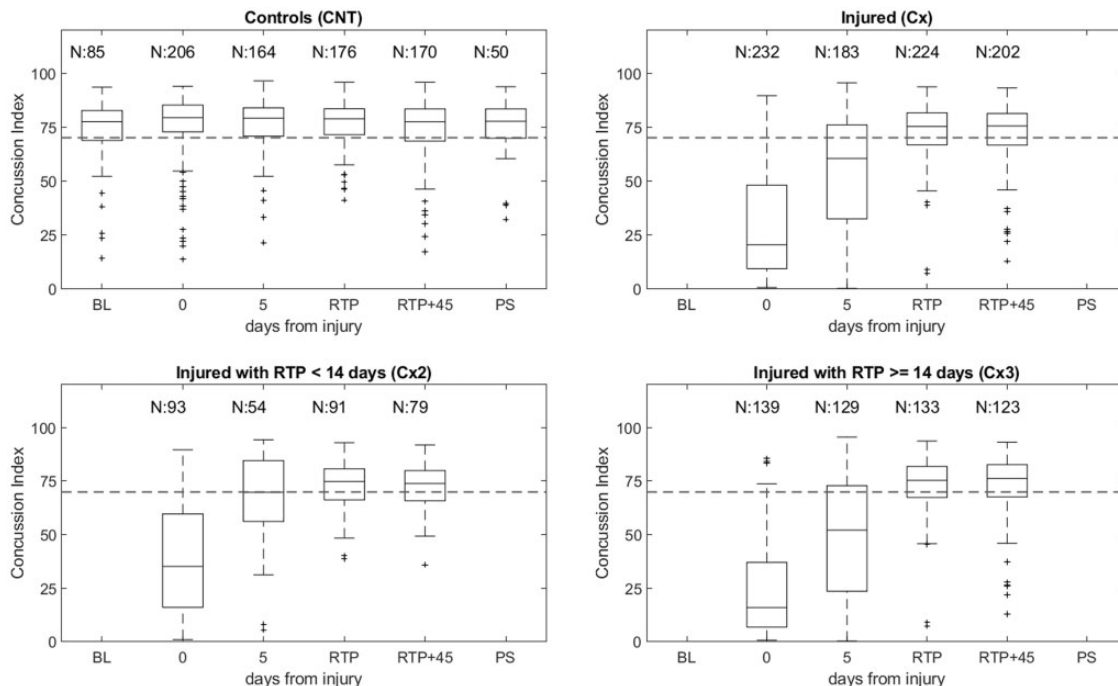 Controls (CNT)
N:85 N:206 N:164 N:176 N:170 N:50
100
75
50
25
0
Concussion Index
BL 0 5 RTP RTP+45 PS
days from injury
Injured (Cx)
N:232 N:183 N:224 N:202
100
75
50
25
0
Concussion Index
BL 0 5 RTP RTP+45 PS
days from injury
Injured with RTP < 14 days (Cx2)
N:93 N:54 N:91 N:79
100
75
50
25
0
Concussion Index
BL 0 5 RTP RTP+45 PS
days from injury
Injured with RTP >= 14 days (Cx3)
N:139 N:129 N:133 N:123
100
75
50
25
0
Concussion Index
BL 0 5 RTP RTP+45 PS
days from injury